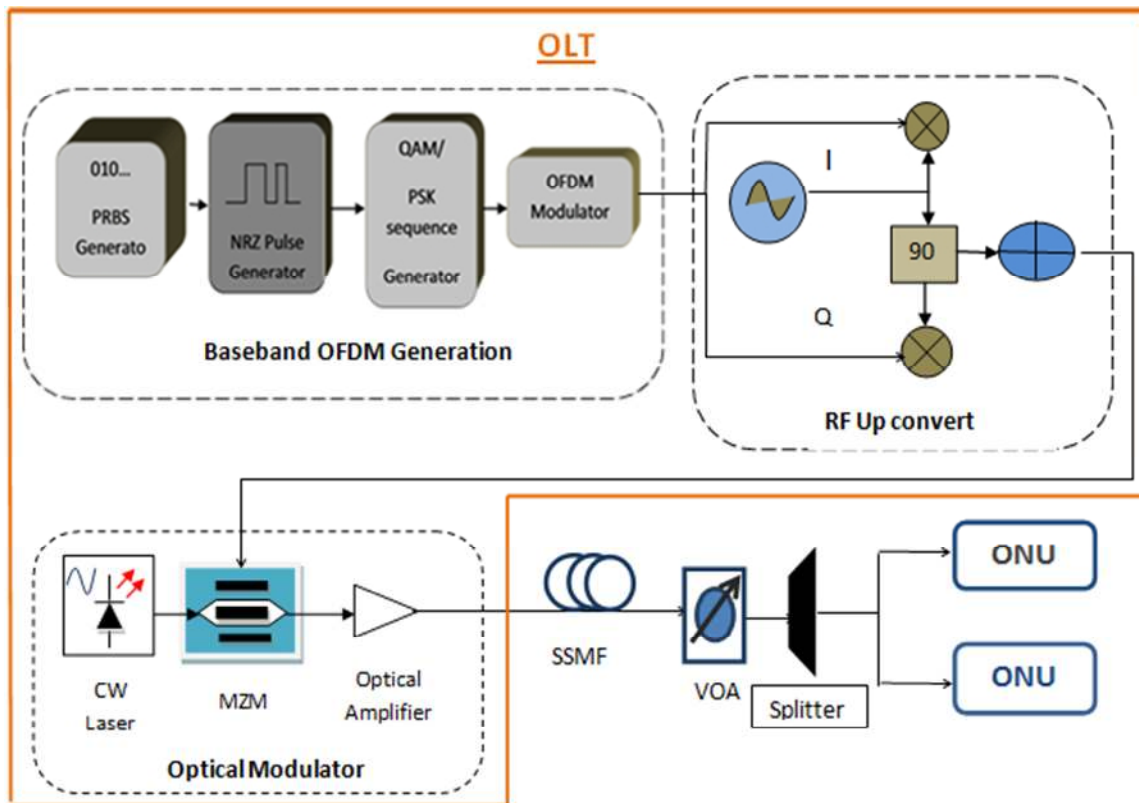 OLT
010...
PRBS
Generato
NRZ Pulse
Generator
QAM/
PSK
sequence
Generator
OFDM
Modulator
Baseband OFDM Generation
I
90
Q
RF Up convert
CW
Laser
MZM
Optical
Amplifier
Optical Modulator
SSMF
VOA
Splitter
ONU
ONU